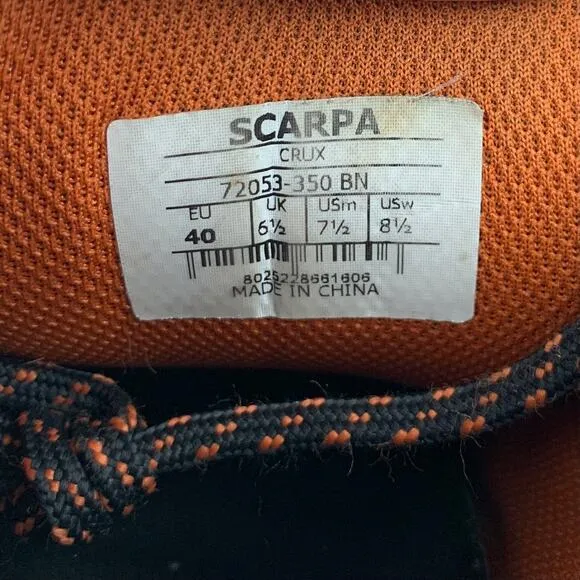 SCARPA
CRUX
72053-350 BN
EU UK USm USw
40 6½ 7½ 8½
8025228661606
MADE IN CHINA